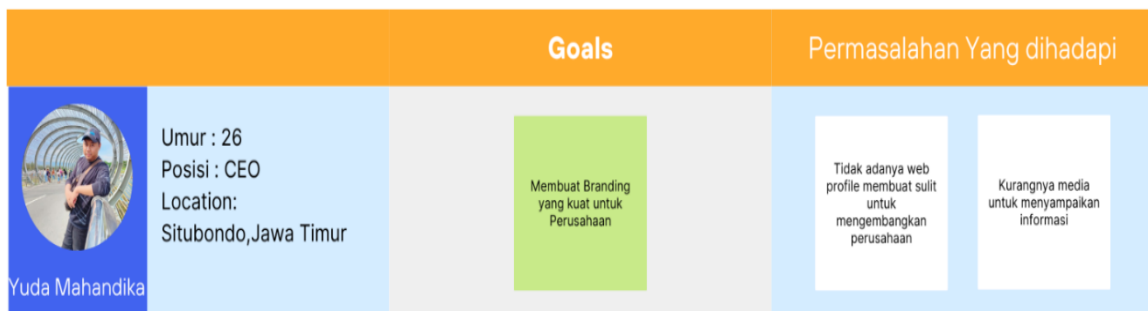 Goals
Permasalahan Yang dihadapi
Umur : 26
Posisi : CEO
Location:
Situbondo,Jawa Timur
Yuda Mahandika
Membuat Branding
yang kuat untuk
Perusahaan
Tidak adanya web
profile membuat sulit
untuk
mengembangkan
perusahaan
Kurangnya media
untuk menyampaikan
informasi